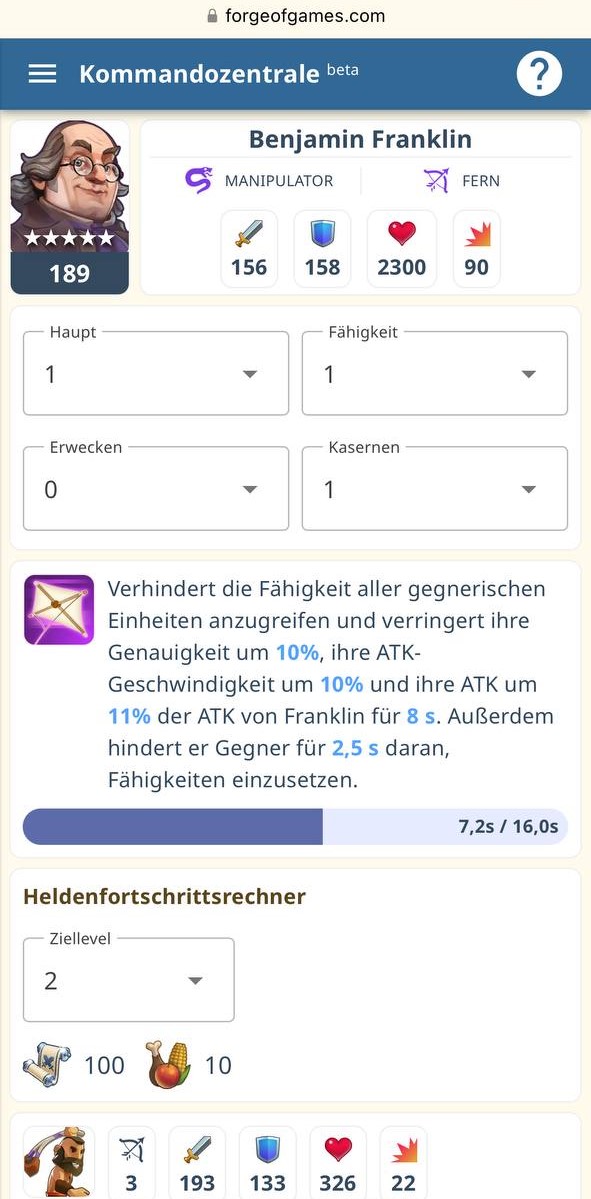 forgeofgames.com
Kommandozentrale beta
?
Benjamin Franklin
MANIPULATOR FERN
156 158 2300 90
189
Haupt Fähigkeit
1 1
Erwecken Kasernen
0 1
Verhindert die Fähigkeit aller gegnerischen
Einheiten anzugreifen und verringert ihre
Genauigkeit um 10%, ihre ATK-
Geschwindigkeit um 10% und ihre ATK um
11% der ATK von Franklin für 8 s. Außerdem
hindert er Gegner für 2,5 s daran,
Fähigkeiten einzusetzen.
7,2s / 16,0s
Heldenfortschrittsrechner
Ziellevel
2
100 10
3 193 133 326 22